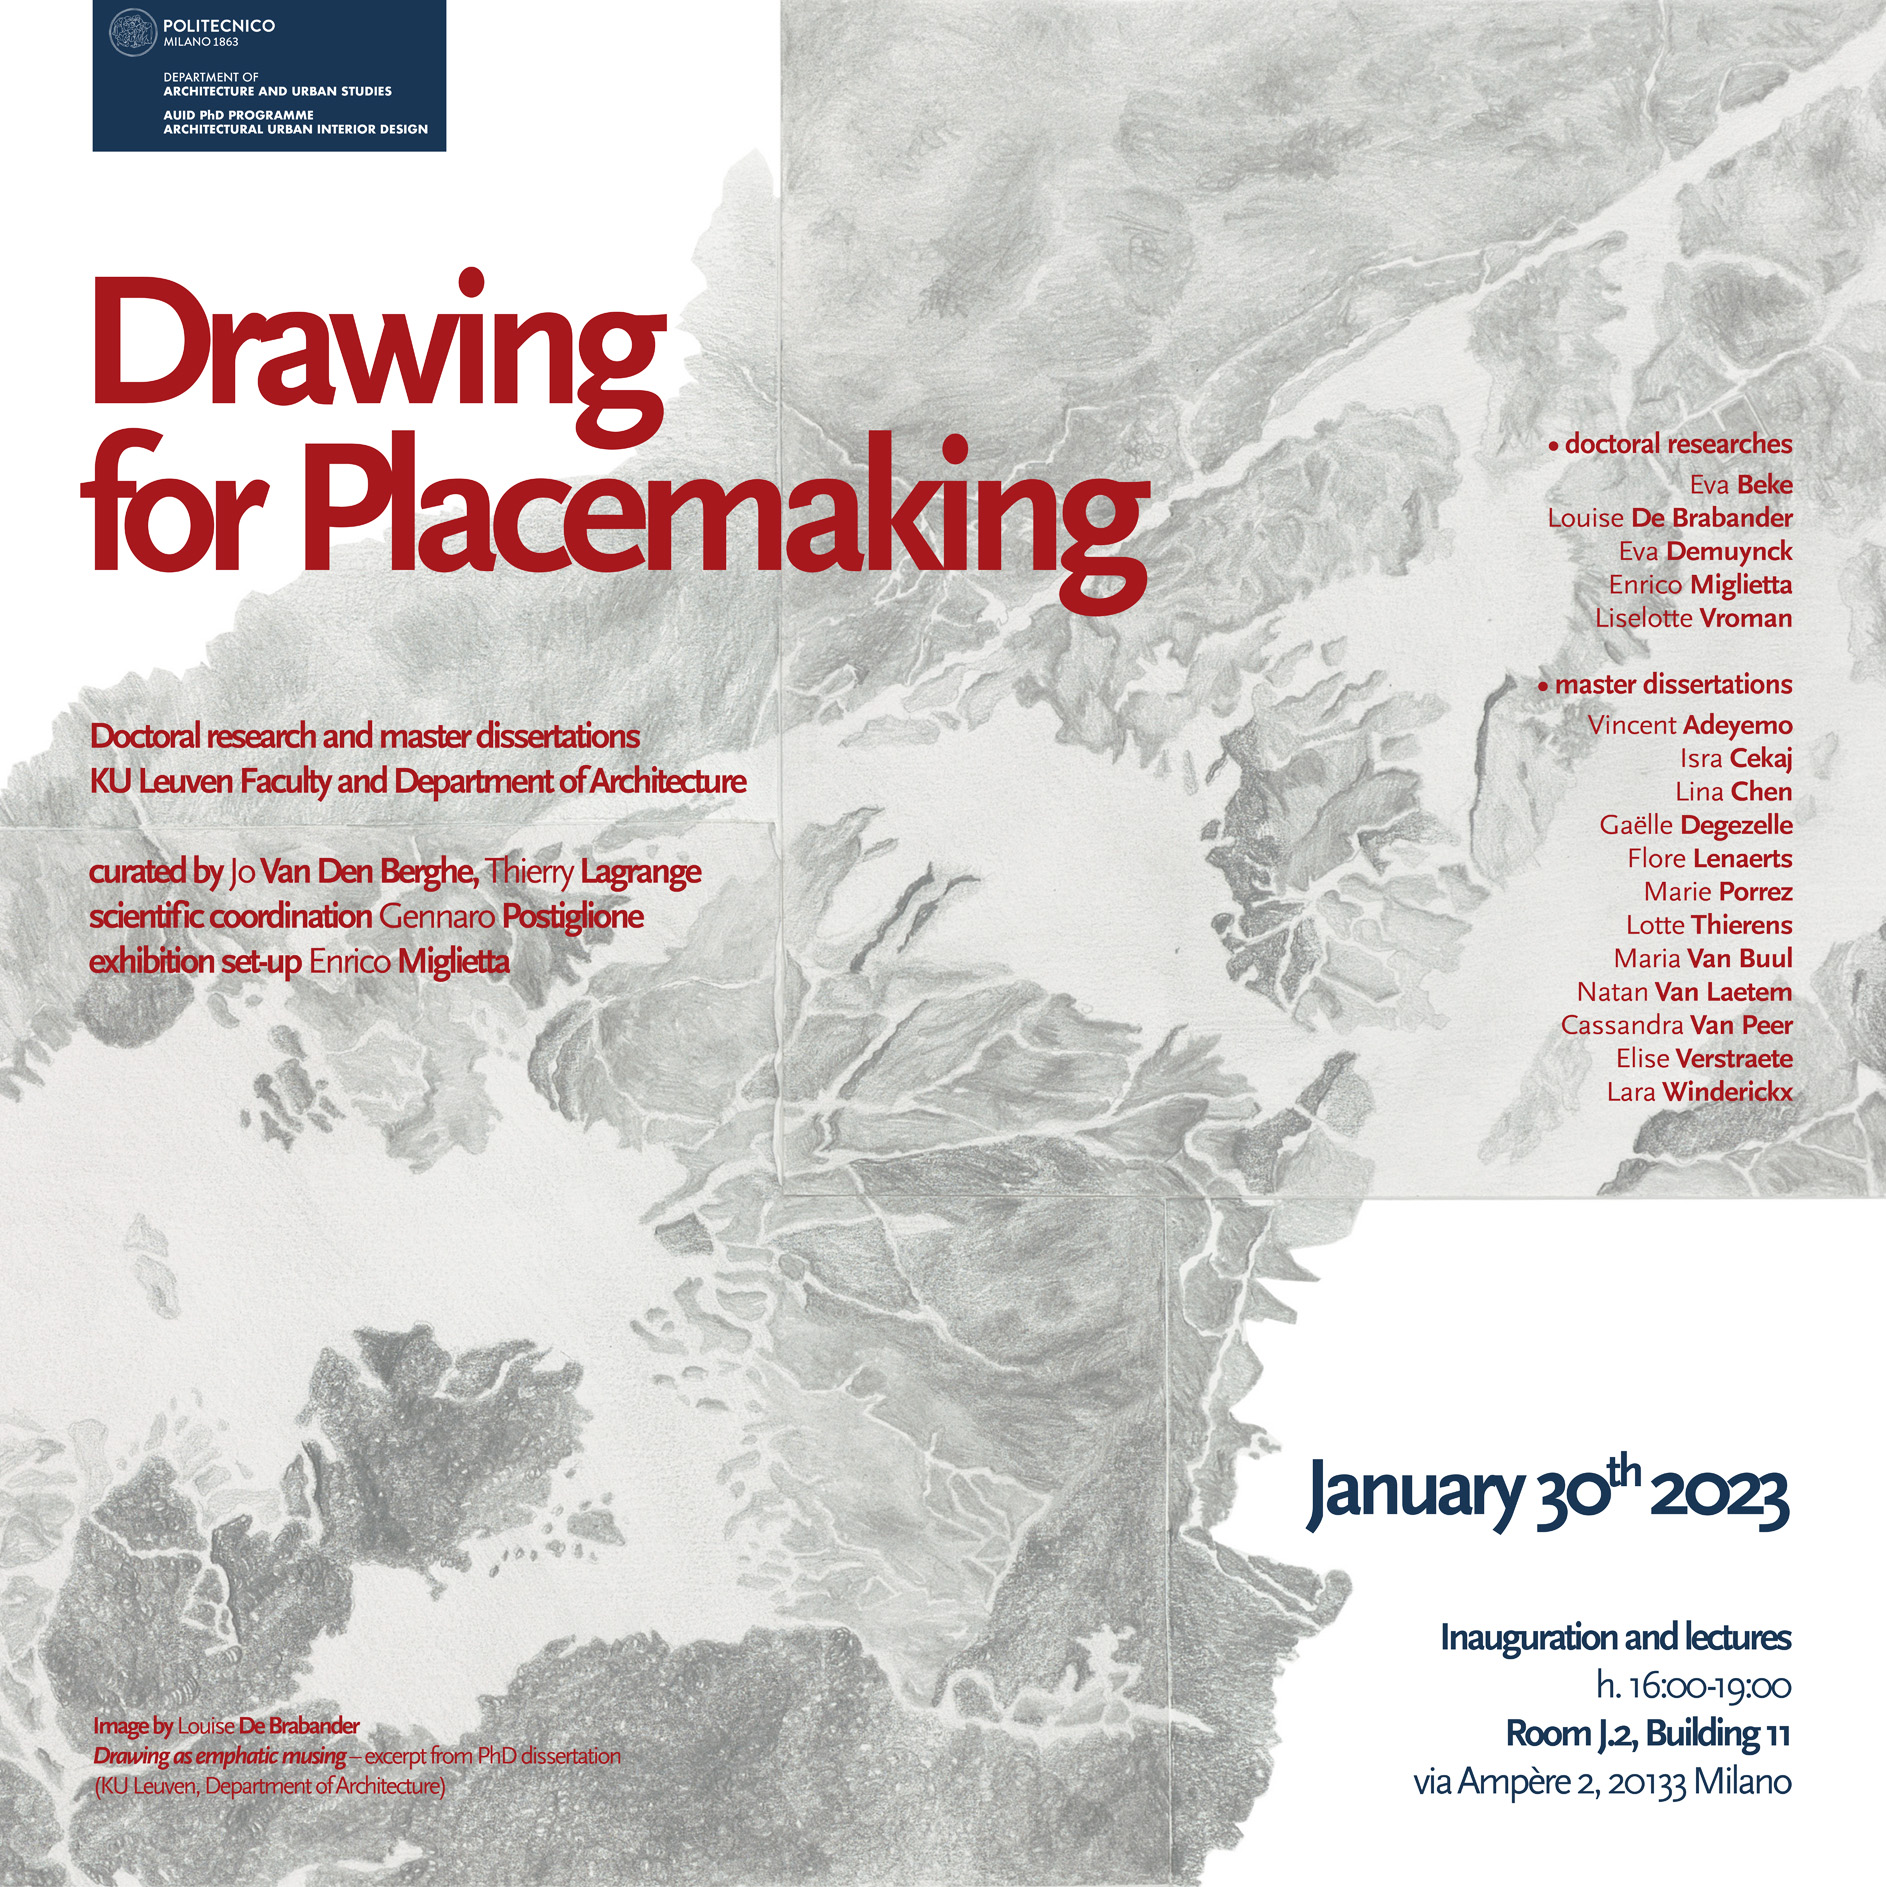 POLITECNICO
MILANO 1863
DEPARTMENT OF
ARCHITECTURE AND URBAN STUDIES
AUID PhD PROGRAMME
ARCHITECTURAL URBAN INTERIOR DESIGN
Drawing
for Placemaking
Doctoral research and master dissertations
KU Leuven Faculty and Department of Architecture
curated by Jo Van Den Berghe, Thierry Lagrange
scientific coordination Gennaro Postiglione
exhibition set-up Enrico Miglietta
• doctoral researches
Eva Beke
Louise De Brabander
Eva Demuynck
Enrico Miglietta
Liselotte Vroman
• master dissertations
Vincent Adeyemo
Isra Cekaj
Lina Chen
Gaëlle Degezelle
Flore Lenaerts
Marie Porrez
Lotte Thierens
Maria Van Buul
Natan Van Laetem
Cassandra Van Peer
Elise Verstraete
Lara Winderickx
January 30th 2023
Inauguration and lectures
h. 16:00-19:00
Room J.2, Building 11
via Ampère 2, 20133 Milano
Image by Louise De Brabander
Drawing as emphatic musing – excerpt from PhD dissertation
(KU Leuven, Department of Architecture)